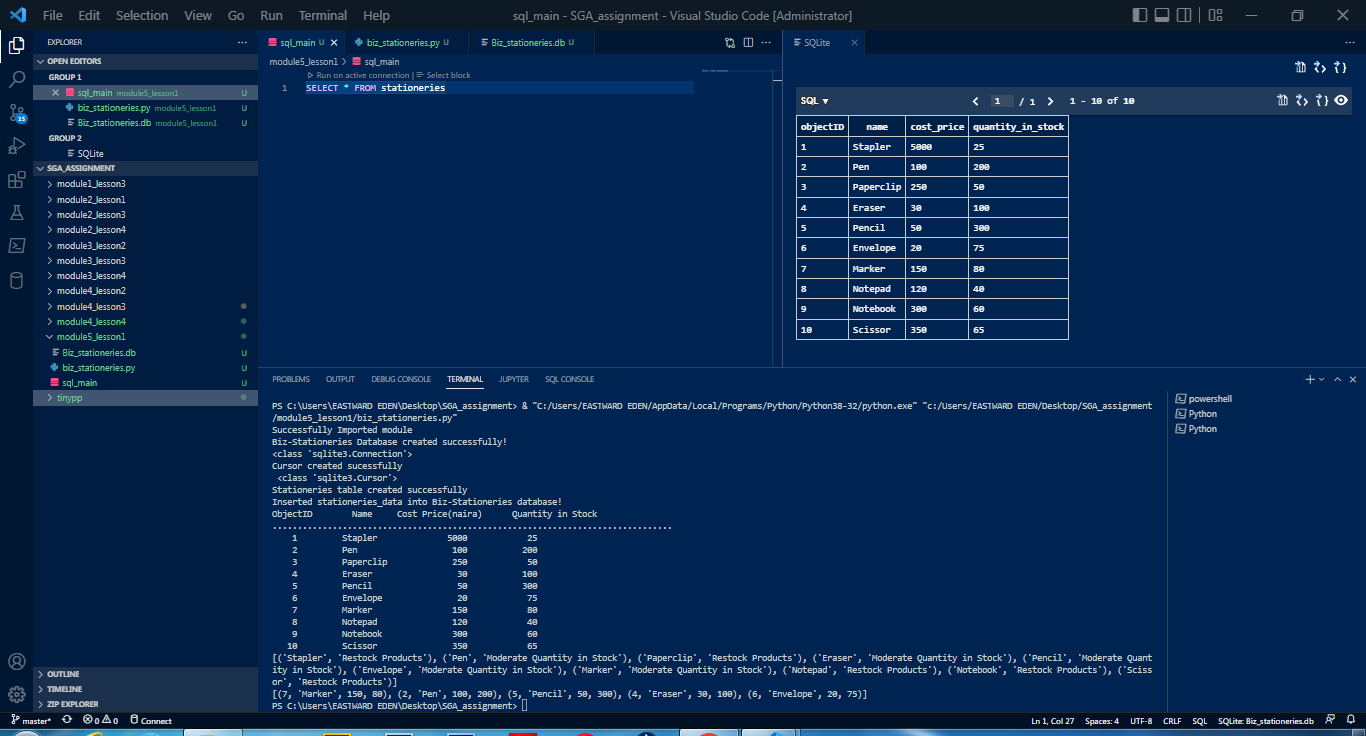 File Edit Selection View Go Run Terminal Help sql_main - SGA_assignment - Visual Studio Code [Administrator]
EXPLORER
OPEN EDITORS
GROUP 1
sql_main module5_lesson1 U
biz_stationeries.py module5_lesson1 U
Biz_stationeries.db module5_lesson1 U
GROUP 2
SQLite
SGA_ASSIGNMENT
module1_lesson3
module2_lesson1
module2_lesson3
module2_lesson4
module3_lesson2
module3_lesson3
module3_lesson4
module4_lesson2
module4_lesson3
module4_lesson4
module5_lesson1
Biz_stationeries.db U
biz_stationeries.py U
sql_main U
tinypp
OUTLINE
TIMELINE
ZIP EXPLORER
15
sql_main U biz_stationeries.py U Biz_stationeries.db U
module5_lesson1 > sql_main
Run on active connection | Select block
1 SELECT * FROM stationeries
SQLite
SQL 1 / 1 1 - 10 of 10
objectID name cost_price quantity_in_stock
1 Stapler 5000 25
2 Pen 100 200
3 Paperclip 250 50
4 Eraser 30 100
5 Pencil 50 300
6 Envelope 20 75
7 Marker 150 80
8 Notepad 120 40
9 Notebook 300 60
10 Scissor 350 65
PROBLEMS OUTPUT DEBUG CONSOLE TERMINAL JUPYTER SQL CONSOLE
PS C:\Users\EASTWARD EDEN\Desktop\SGA_assignment> & "C:/Users/EASTWARD EDEN/AppData/Local/Programs/Python/Python38-32/python.exe" "c:/Users/EASTWARD EDEN/Desktop/SGA_assignment
/module5_lesson1/biz_stationeries.py"
Successfully Imported module
Biz-Stationeries Database created successfully!
<class 'sqlite3.Connection'>
Cursor created sucessfully
<class 'sqlite3.Cursor'>
Stationeries table created successfully
Inserted stationeries_data into Biz-Stationeries database!
ObjectID Name Cost Price(naira) Quantity in Stock
................................................................................
1 Stapler 5000 25
2 Pen 100 200
3 Paperclip 250 50
4 Eraser 30 100
5 Pencil 50 300
6 Envelope 20 75
7 Marker 150 80
8 Notepad 120 40
9 Notebook 300 60
10 Scissor 350 65
[('Stapler', 'Restock Products'), ('Pen', 'Moderate Quantity in Stock'), ('Paperclip', 'Restock Products'), ('Eraser', 'Moderate Quantity in Stock'), ('Pencil', 'Moderate Quant
ity in Stock'), ('Envelope', 'Moderate Quantity in Stock'), ('Marker', 'Moderate Quantity in Stock'), ('Notepad', 'Restock Products'), ('Notebook', 'Restock Products'), ('Sciss
or', 'Restock Products')]
[(7, 'Marker', 150, 80), (2, 'Pen', 100, 200), (5, 'Pencil', 50, 300), (4, 'Eraser', 30, 100), (6, 'Envelope', 20, 75)]
PS C:\Users\EASTWARD EDEN\Desktop\SGA_assignment>
powershell
Python
Python
master* 0 0 Connect Ln 1, Col 27 Spaces: 4 UTF-8 CRLF SQL SQLite: Biz_stationeries.db